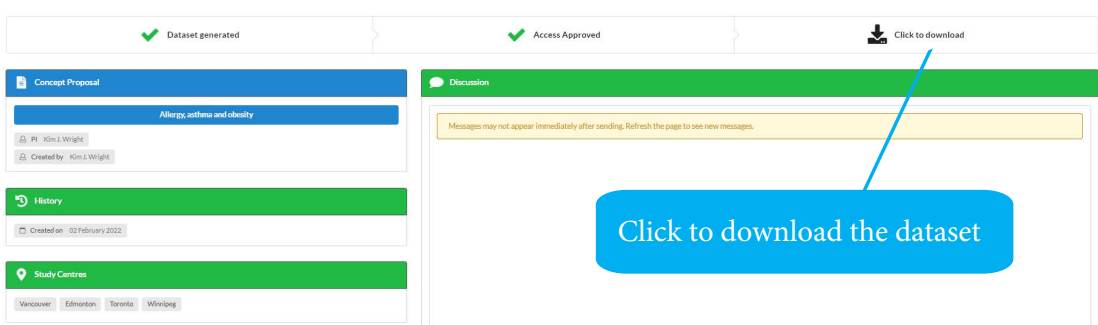 Dataset generated
Access Approved
Click to download
Concept Proposal
Allergy, asthma and obesity
PI Kim J. Wright
Created by Kim J. Wright
History
Created on 02 February 2022
Study Centres
Vancouver Edmonton Toronto Winnipeg
Discussion
Messages may not appear immediately after sending. Refresh the page to see new messages.
Click to download the dataset